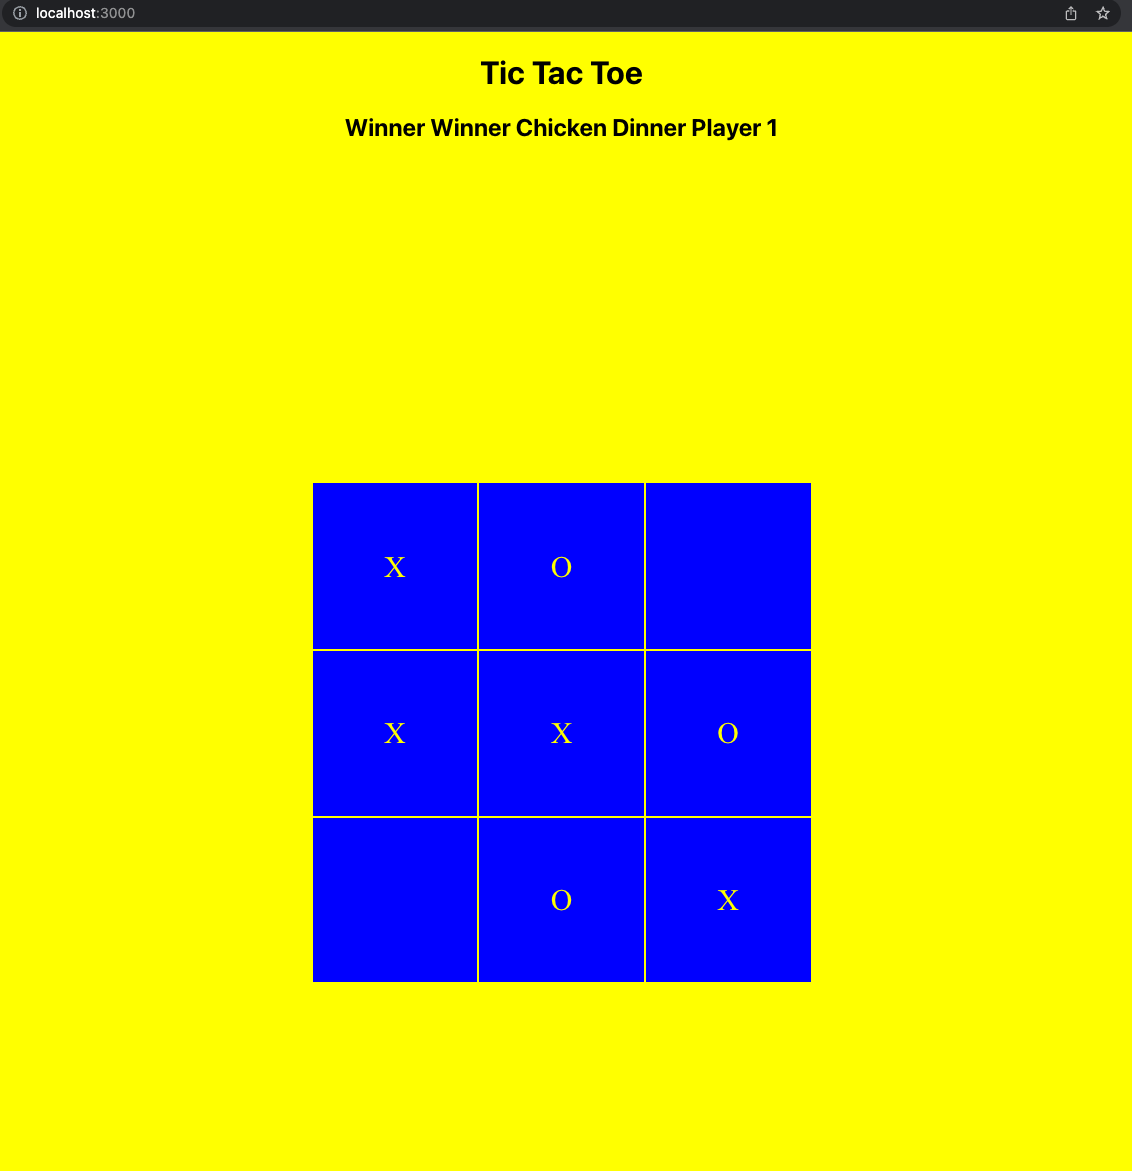 localhost:3000
Tic Tac Toe
Winner Winner Chicken Dinner Player 1
X O
X X O
O X